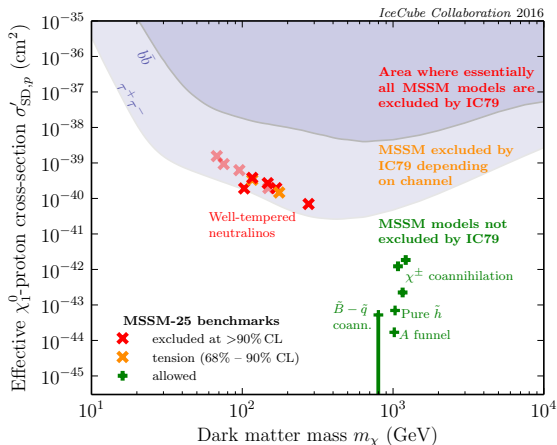 IceCube Collaboration 2016
Effective χ₁⁰-proton cross-section σ′SD,p (cm²)
10⁻³⁵
10⁻³⁶
10⁻³⁷
10⁻³⁸
10⁻³⁹
10⁻⁴⁰
10⁻⁴¹
10⁻⁴²
10⁻⁴³
10⁻⁴⁴
10⁻⁴⁵
bb̄
τ⁺τ⁻
Area where essentially
all MSSM models are
excluded by IC79
MSSM excluded by
IC79 depending
on channel
Well-tempered
neutralinos
MSSM models not
excluded by IC79
χ± coannihilation
B̃ − q̃
coann.
Pure h̃
A funnel
MSSM-25 benchmarks
excluded at >90% CL
tension (68% – 90% CL)
allowed
10¹
10²
10³
10⁴
Dark matter mass mχ (GeV)